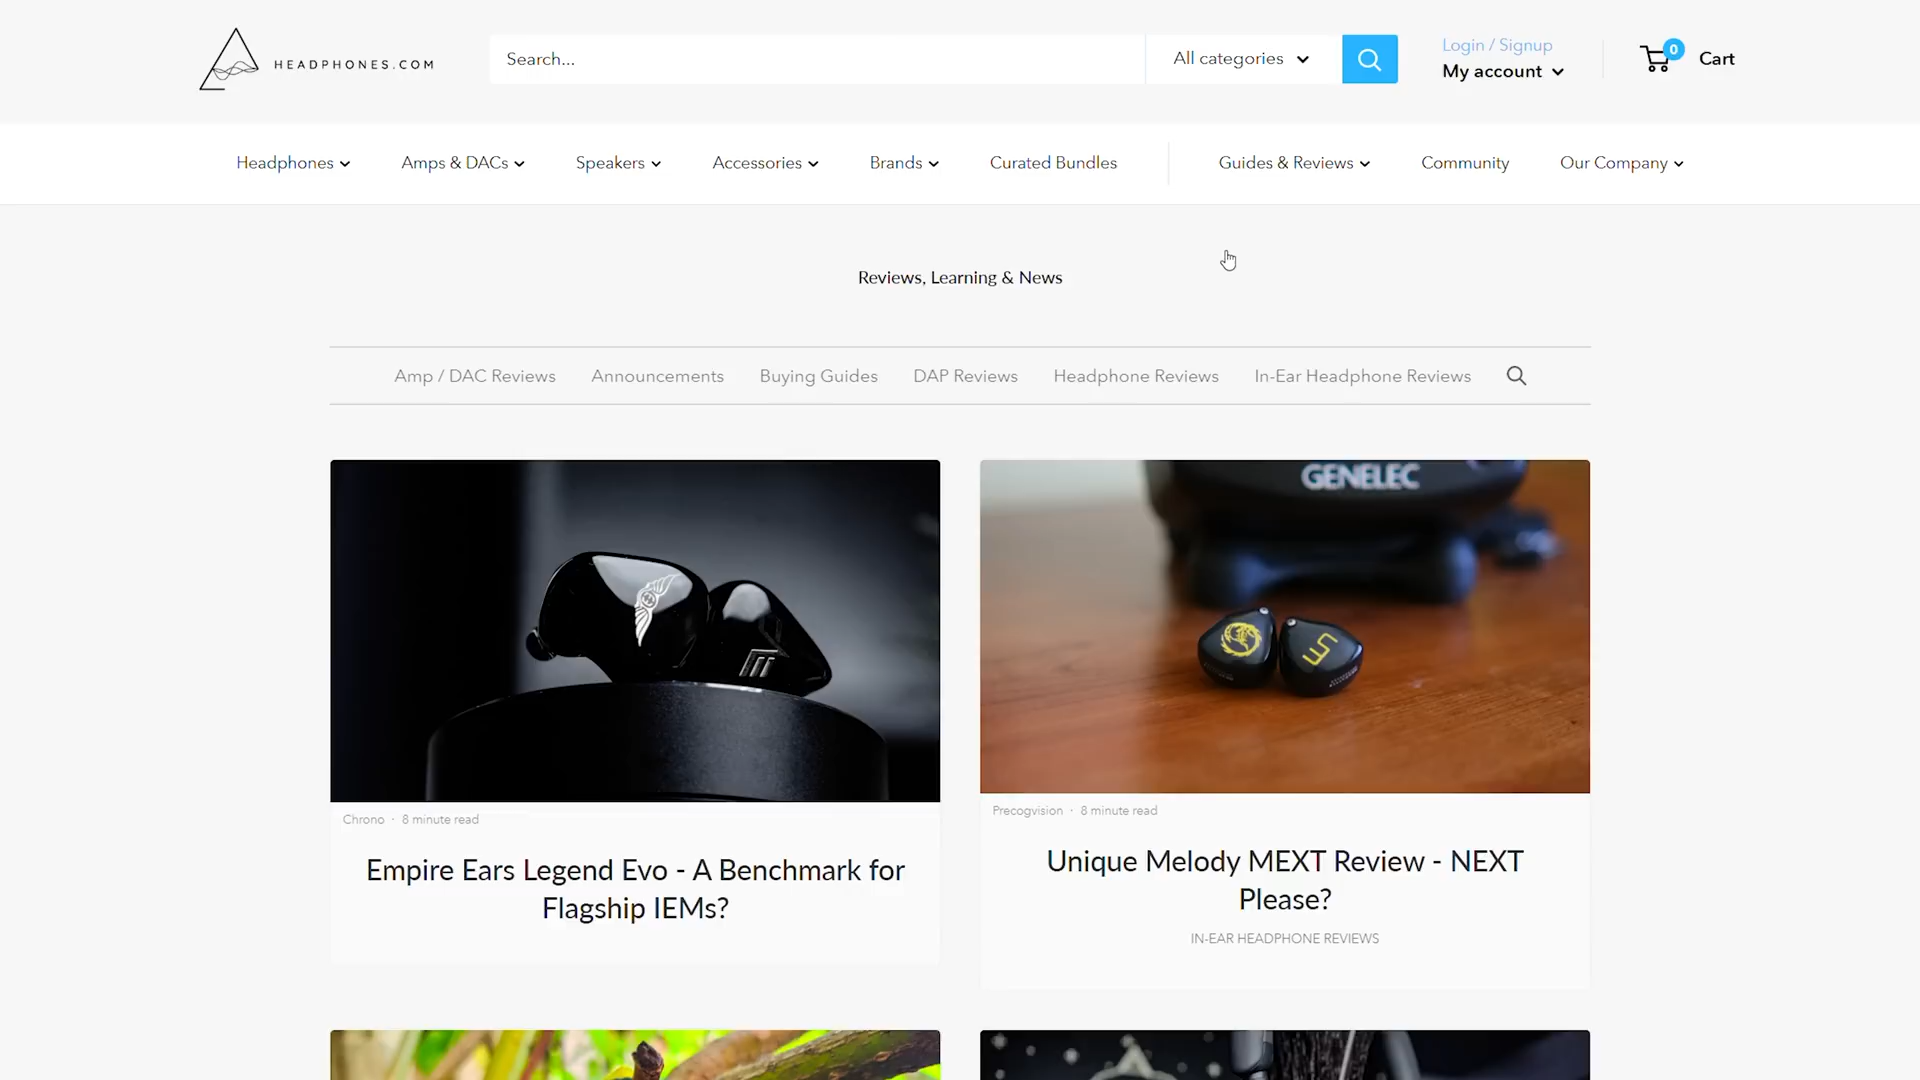 HEADPHONES.COM
Search...
All categories
Login / Signup
My account
0
Cart
Headphones
Amps & DACs
Speakers
Accessories
Brands
Curated Bundles
Guides & Reviews
Community
Our Company
Reviews, Learning & News
Amp / DAC Reviews
Announcements
Buying Guides
DAP Reviews
Headphone Reviews
In-Ear Headphone Reviews
GENELEC
Chrono · 8 minute read
Empire Ears Legend Evo - A Benchmark for
Flagship IEMs?
Precogvision · 8 minute read
Unique Melody MEXT Review - NEXT
Please?
IN-EAR HEADPHONE REVIEWS